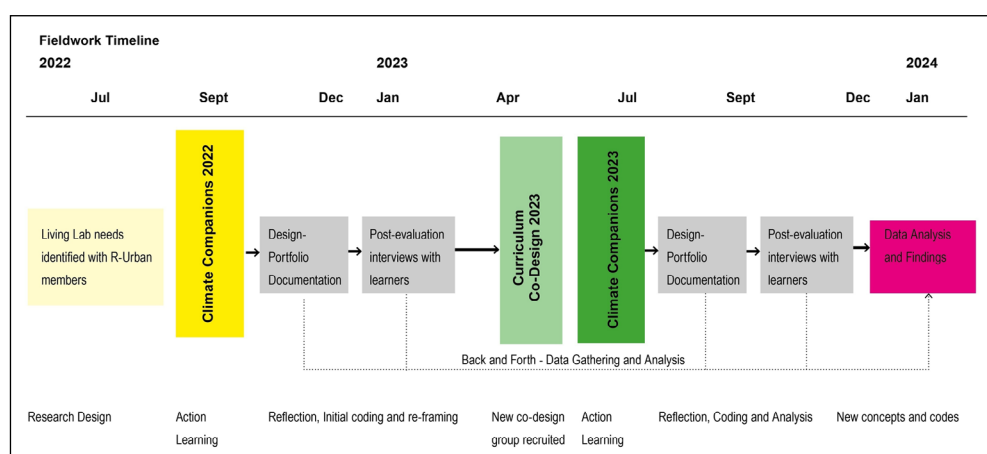 Fieldwork Timeline
2022 2023 2024
Jul Sept Dec Jan Apr Jul Sept Dec Jan
Living Lab needs
identified with R-Urban
members
Climate Companions 2022
Design-
Portfolio
Documentation
Post-evaluation
interviews with
learners
Curriculum
Co-Design 2023
Climate Companions 2023
Design-
Portfolio
Documentation
Post-evaluation
interviews with
learners
Data Analysis
and Findings
Back and Forth - Data Gathering and Analysis
Research Design
Action
Learning
Reflection, Initial coding and re-framing
New co-design
group recruited
Action
Learning
Reflection, Coding and Analysis
New concepts and codes